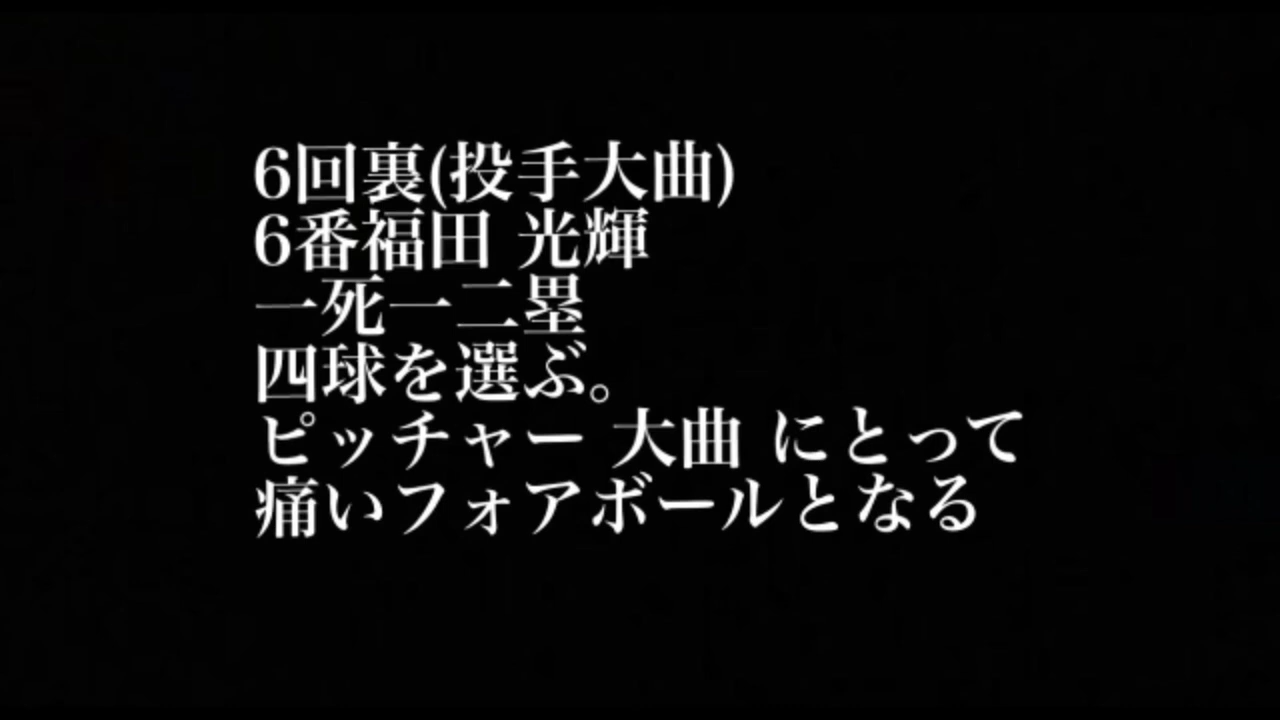 6回裏(投手大曲)
6番福田 光輝
一死一二塁
四球を選ぶ。
ピッチャー 大曲 にとって
痛いフォアボールとなる